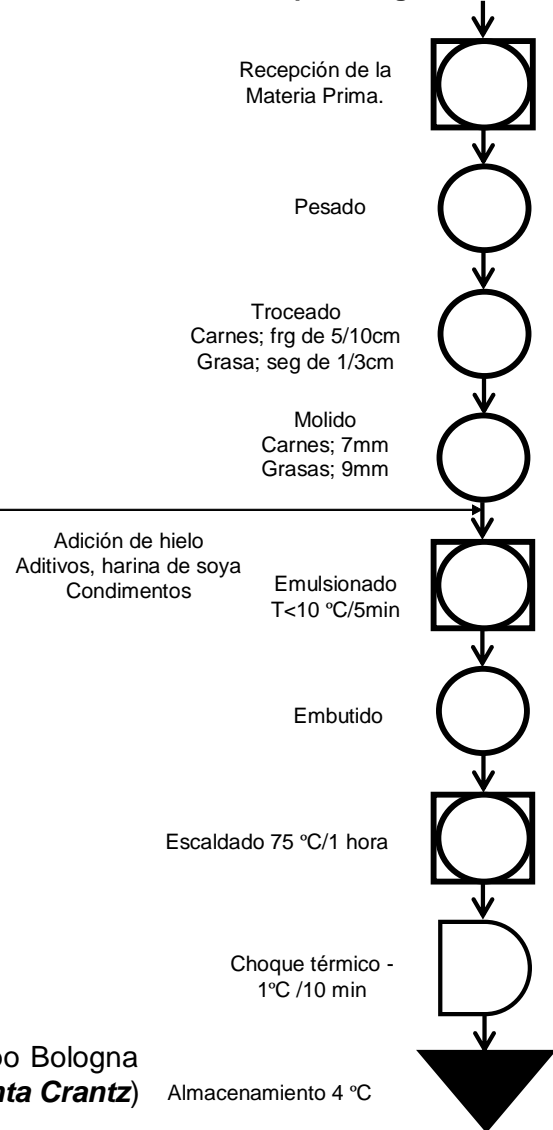 Recepción de la
Materia Prima.
Pesado
Troceado
Carnes; frg de 5/10cm
Grasa; seg de 1/3cm
Molido
Carnes; 7mm
Grasas; 9mm
Adición de hielo
Aditivos, harina de soya
Condimentos
Emulsionado
T<10 ºC/5min
Embutido
Escaldado 75 ºC/1 hora
Choque térmico -
1ºC /10 min
Bologna
Crantz)
Almacenamiento 4 ºC